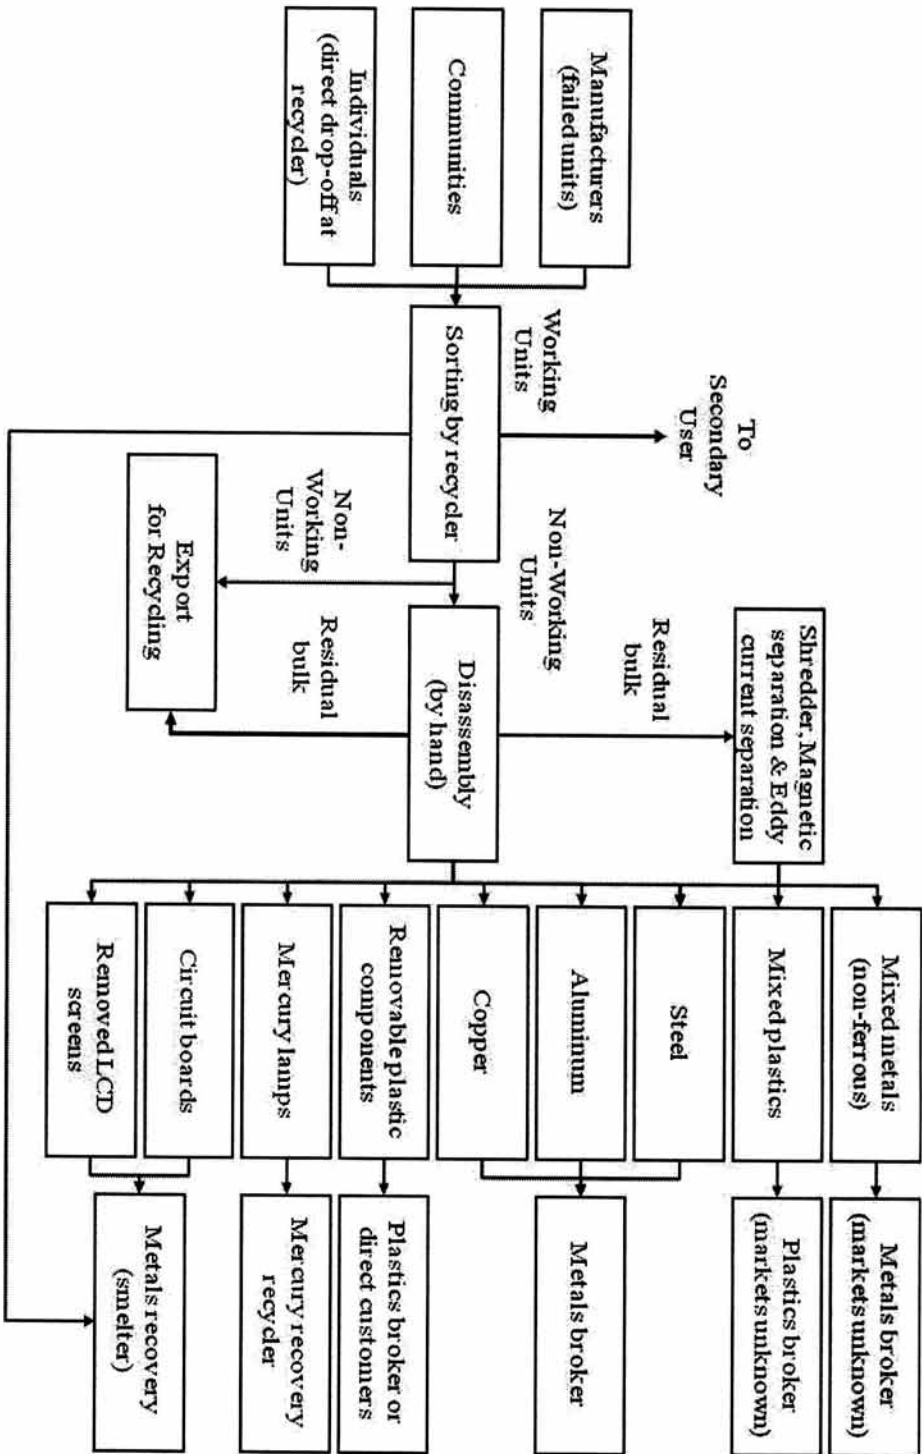 Manufacturers
(failed units)
Communities
Individuals
(direct drop-off at
recycler)
To
Secondary
User
Working
Units
Sorting by recycler
Non-
Working
Units
Export
for Recycling
Non-Working
Units
Disassembly
(by hand)
Residual
bulk
Residual
bulk
Shredder, Magnetic
separation & Eddy
current separation
Mixed metals
(non-ferrous)
Mixed plastics
Steel
Aluminum
Copper
Removable plastic
components
Mercury lamps
Circuit boards
Removed LCD
screens
Metals broker
(markets unknown)
Plastics broker
(markets unknown)
Metals broker
Plastics broker or
direct customers
Mercury recovery
recycler
Metals recovery
(smelter)